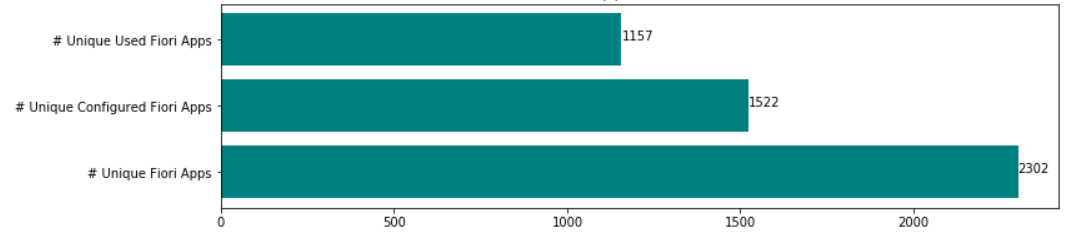 # Unique Used Fiori Apps
1157
# Unique Configured Fiori Apps
1522
# Unique Fiori Apps
2302
0 500 1000 1500 2000